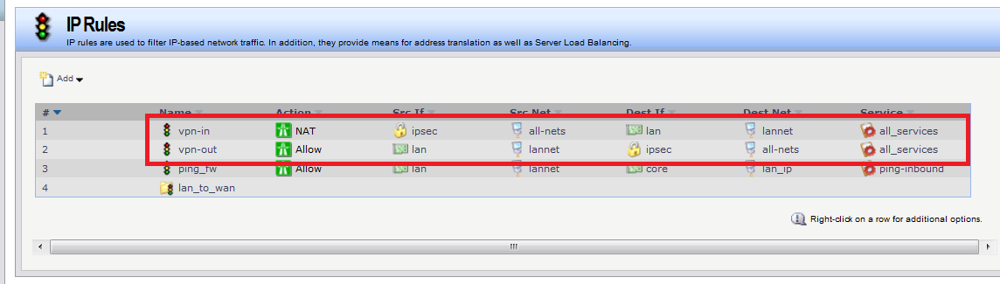 IP Rules
IP rules are used to filter IP-based network traffic. In addition, they provide means for address translation as well as Server Load Balancing.
Add
# Name Action Src If Src Net Dest If Dest Net Service
1 vpn-in NAT ipsec all-nets lan lannet all_services
2 vpn-out Allow lan lannet ipsec all-nets all_services
3 ping_fw Allow lan lannet core lan_ip ping-inbound
4 lan_to_wan
Right-click on a row for additional options.